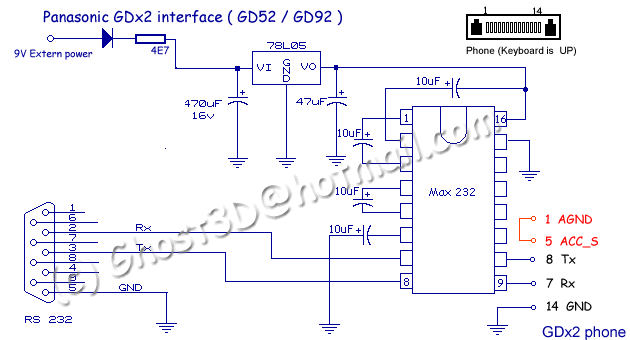 Panasonic GDx2 interface ( GD52 / GD92 )
1 14
Phone (Keyboard is UP)
9V Extern power
4E7
78L05
VI GND VO
470uF
16v
47uF
10uF
10uF
10uF
10uF
1 16
Max 232
8 9
1
6
2
7
3
8
4
9
5
Rx
Tx
GND
RS 232
1 AGND
5 ACC_S
8 Tx
7 Rx
14 GND
GDx2 phone
(c) Ghost3D@hotmail.com